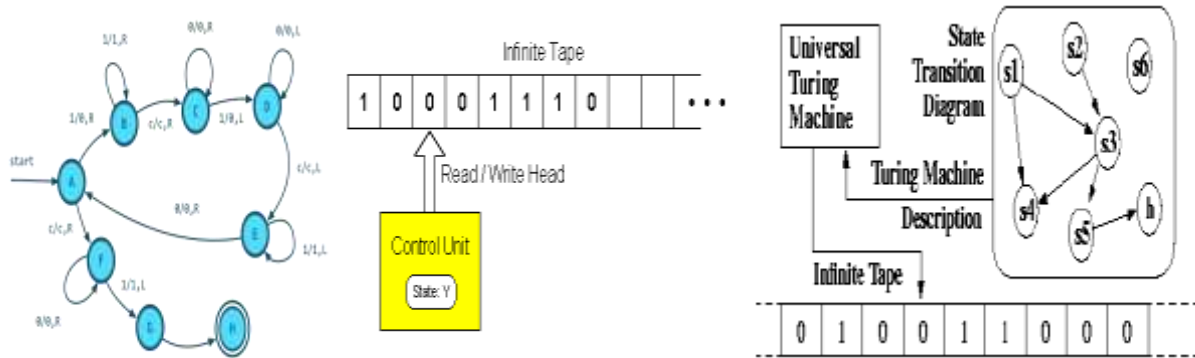 start
A
1/0,R
1/1,R
B
c/c,R
0/0,R
C
1/0,L
0/0,L
D
c/c,L
E
1/1,L
0/0,R
c/c,R
F
0/0,R
1/1,L
G
H
Infinite Tape
1 0 0 0 1 1 1 0 • • •
Read / Write Head
Control Unit
State: Y
Universal
Turing
Machine
State
Transition
Diagram
s1
s2
s6
s3
s4
s5
h
Turing Machine
Description
Infinite Tape
0 1 0 0 1 1 0 0 0